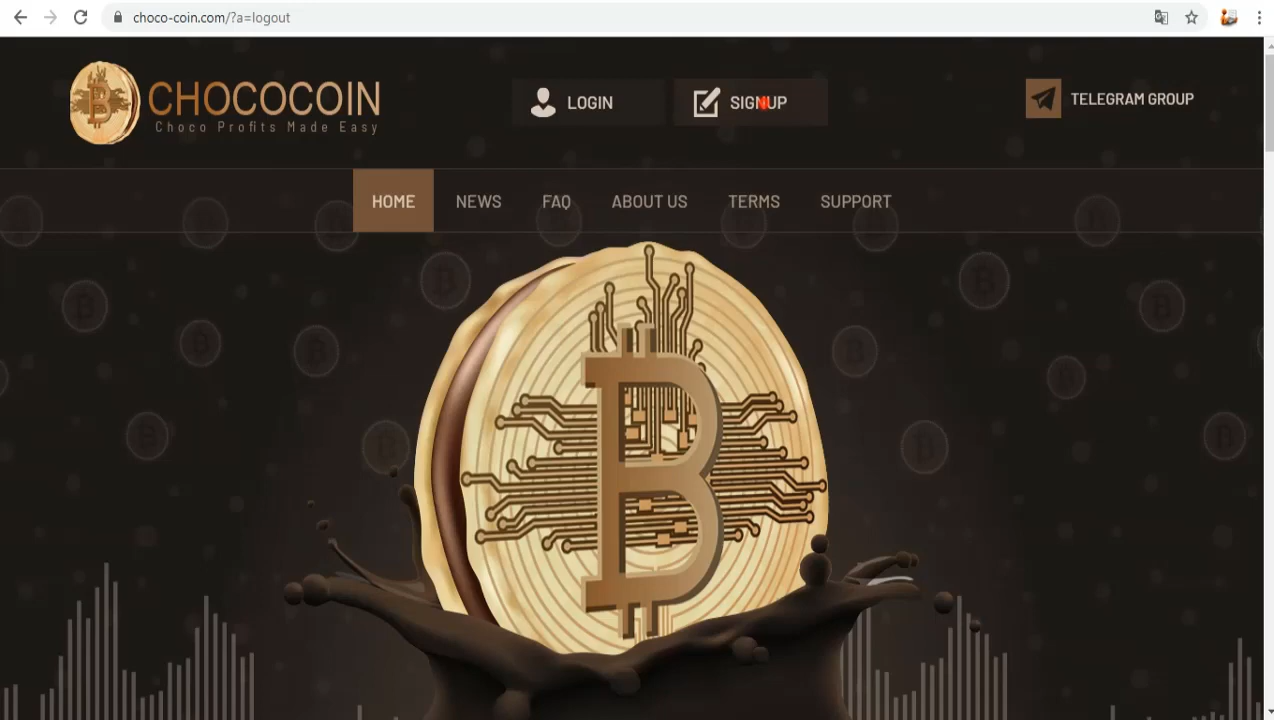 choco-coin.com/?a=logout
CHOCOCOIN
Choco Profits Made Easy
LOGIN
SIGNUP
TELEGRAM GROUP
HOME
NEWS
FAQ
ABOUT US
TERMS
SUPPORT